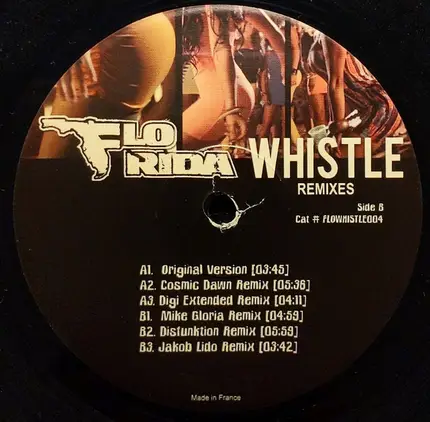 FLO
RIDA
WHISTLE
REMIXES
Side B
Cat # FLOWHISTLE004
A1. Original Version [03:45]
A2. Cosmic Dawn Remix [05:36]
A3. Digi Extended Remix [04:11]
B1. Mike Gloria Remix [04:59]
B2. Disfunktion Remix [05:59]
B3. Jakob Lido Remix [03:42]
Made in France